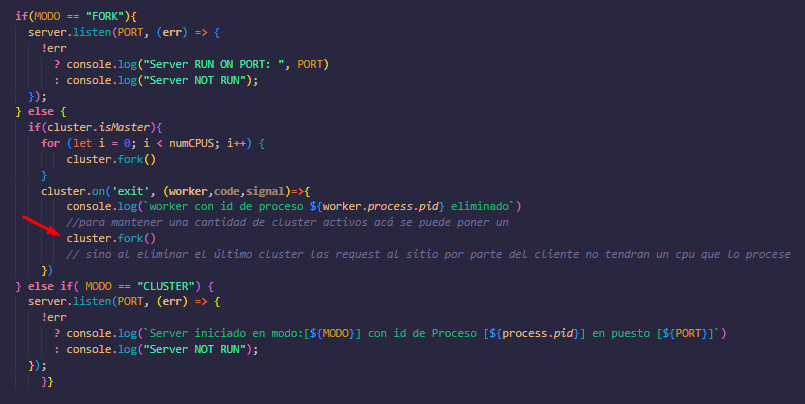 if(MODO == "FORK"){
server.listen(PORT, (err) => {
!err
? console.log("Server RUN ON PORT: ", PORT)
: console.log("Server NOT RUN");
});
} else {
if(cluster.isMaster){
for (let i = 0; i < numCPUS; i++) {
cluster.fork()
}
cluster.on('exit', (worker,code,signal)=>{
console.log(`worker con id de proceso ${worker.process.pid} eliminado`)
//para mantener una cantidad de cluster activos acá se puede poner un
cluster.fork()
// sino al eliminar el último cluster las request al sitio por parte del cliente no tendran un cpu que lo procese
})
} else if( MODO == "CLUSTER") {
server.listen(PORT, (err) => {
!err
? console.log(`Server iniciado en modo:[${MODO}] con id de Proceso [${process.pid}] en puesto [${PORT}]`)
: console.log("Server NOT RUN");
});
}}